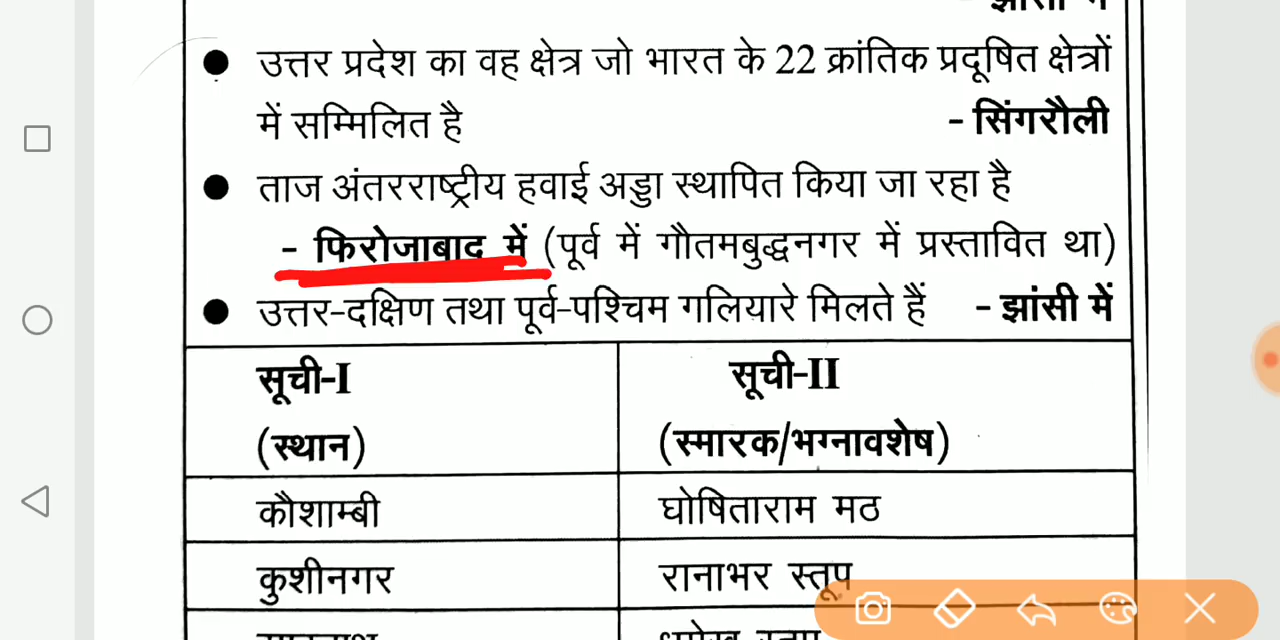 - झांसी में
● उत्तर प्रदेश का वह क्षेत्र जो भारत के 22 क्रांतिक प्रदूषित क्षेत्रों
में सम्मिलित है - सिंगरौली
● ताज अंतरराष्ट्रीय हवाई अड्डा स्थापित किया जा रहा है
- फिरोजाबाद में (पूर्व में गौतमबुद्धनगर में प्रस्तावित था)
● उत्तर-दक्षिण तथा पूर्व-पश्चिम गलियारे मिलते हैं - झांसी में
सूची-I सूची-II
(स्थान) (स्मारक/भग्नावशेष)
कौशाम्बी घोषिताराम मठ
कुशीनगर रानाभर स्तूप